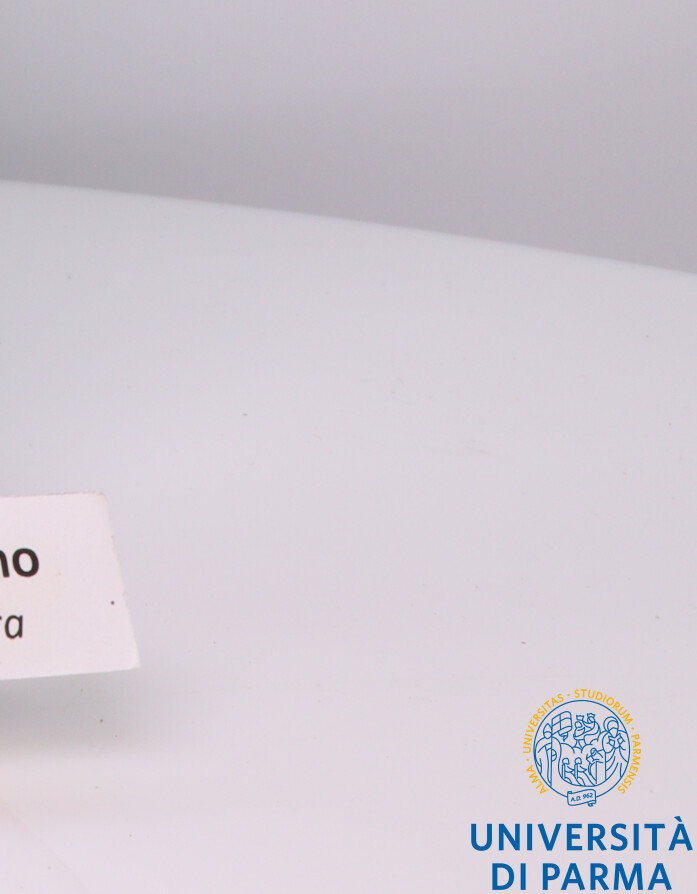 no
ra
ALMA · UNIVERSITAS · STUDIORUM · PARMENSIS
A.D. 962
UNIVERSITÀ
DI PARMA